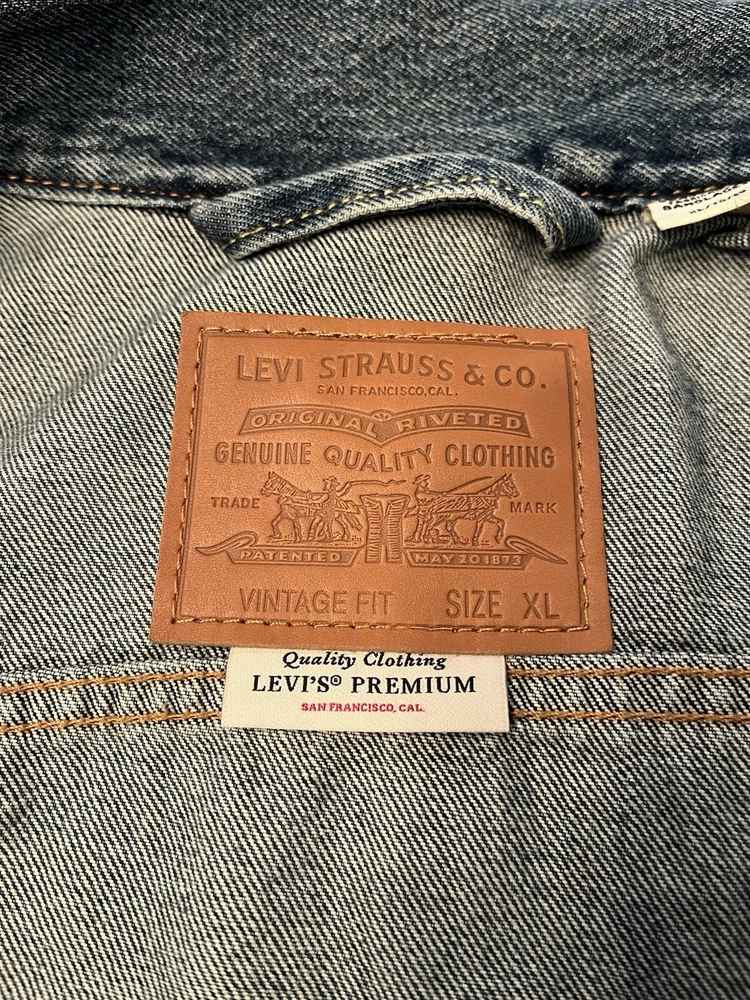 LEVI STRAUSS & CO.
SAN FRANCISCO, CAL.
ORIGINAL RIVETED
GENUINE QUALITY CLOTHING
TRADE MARK
PATENTED MAY 20 1873
VINTAGE FIT SIZE XL
Quality Clothing
LEVI'S® PREMIUM
SAN FRANCISCO, CAL.